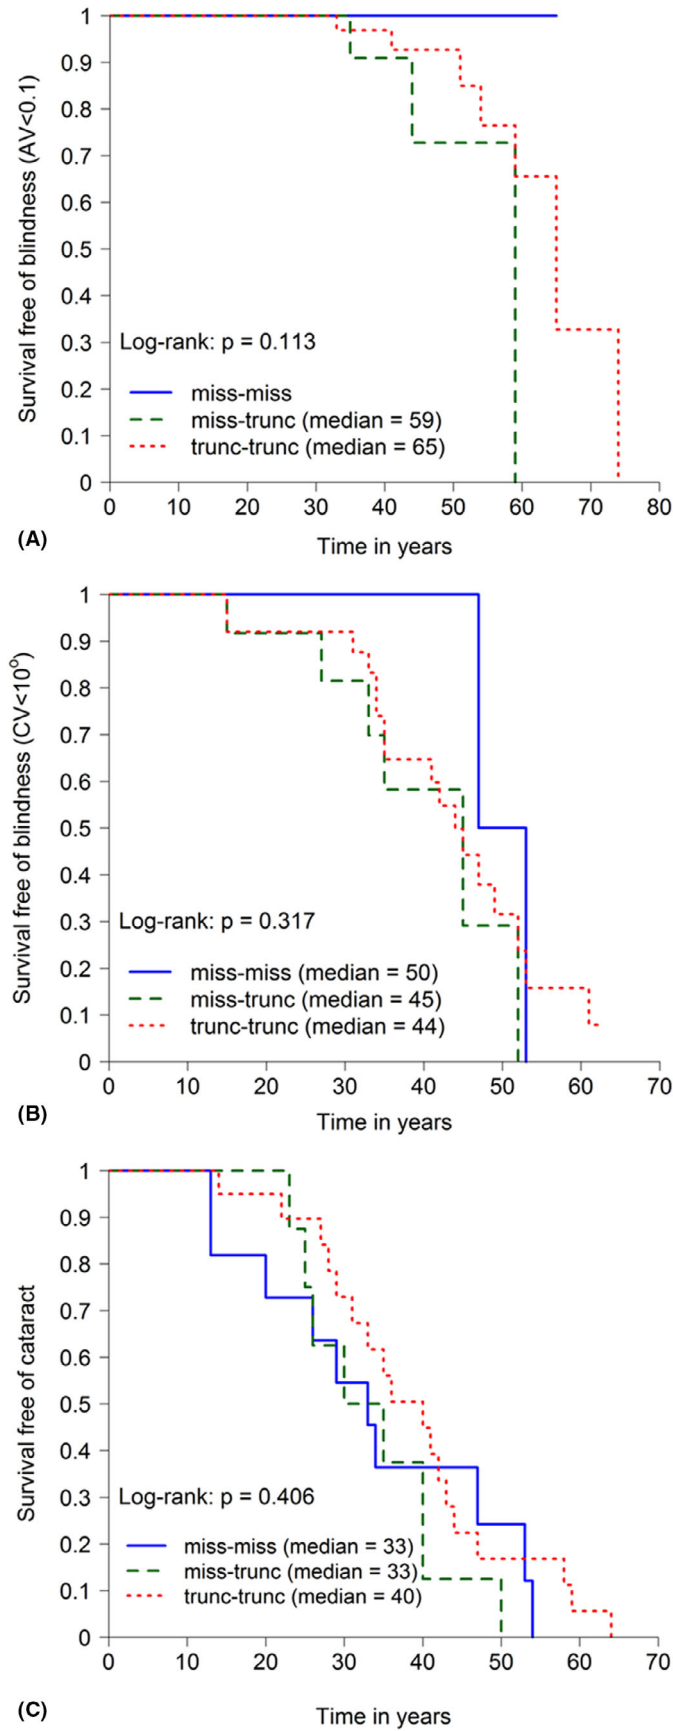 Survival free of blindness (AV<0.1)
1
0.9
0.8
0.7
0.6
0.5
0.4
0.3
0.2
0.1
0
Log-rank: p = 0.113
miss-miss
miss-trunc (median = 59)
trunc-trunc (median = 65)
0 10 20 30 40 50 60 70 80
Time in years
(A)
Survival free of blindness (CV<10°)
1
0.9
0.8
0.7
0.6
0.5
0.4
0.3
0.2
0.1
0
Log-rank: p = 0.317
miss-miss (median = 50)
miss-trunc (median = 45)
trunc-trunc (median = 44)
0 10 20 30 40 50 60 70
Time in years
(B)
Survival free of cataract
1
0.9
0.8
0.7
0.6
0.5
0.4
0.3
0.2
0.1
0
Log-rank: p = 0.406
miss-miss (median = 33)
miss-trunc (median = 33)
trunc-trunc (median = 40)
0 10 20 30 40 50 60 70
Time in years
(C)